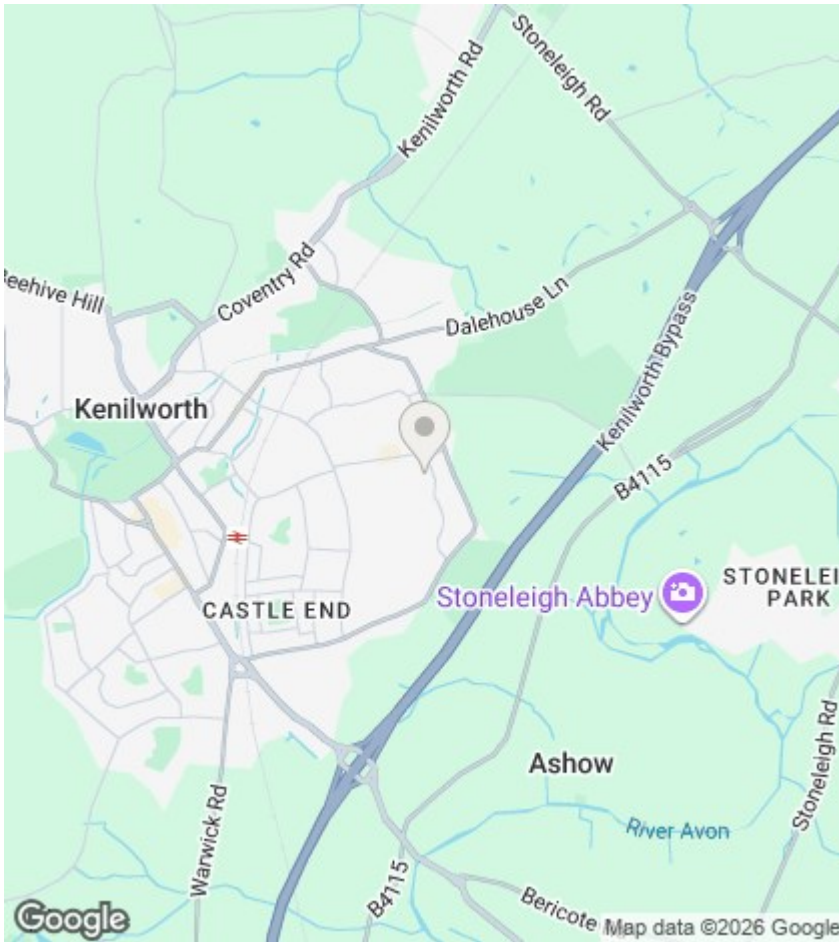 Stoneleigh Rd
Kenilworth Rd
Coventry Rd
Beehive Hill
Dalehouse Ln
Kenilworth
Kenilworth Bypass
B4115
STONELEI
PARK
Stoneleigh Abbey
CASTLE END
Ashow
Stoneleigh Rd
Warwick Rd
River Avon
B4115
Bericote
Google
Map data ©2026 Google